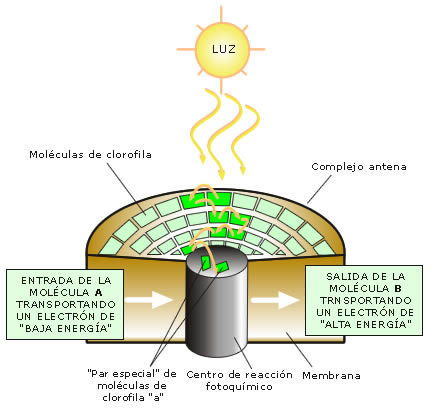 LUZ
Moléculas de clorofila
Complejo antena
ENTRADA DE LA
MOLÉCULA A
TRANSPORTANDO
UN ELECTRÓN DE
"BAJA ENERGÍA"
SALIDA DE LA
MOLÉCULA B
TRNSPORTANDO
UN ELECTRÓN DE
"ALTA ENERGÍA"
"Par especial" de
moléculas de
clorofila "a"
Centro de reacción
fotoquímico
Membrana